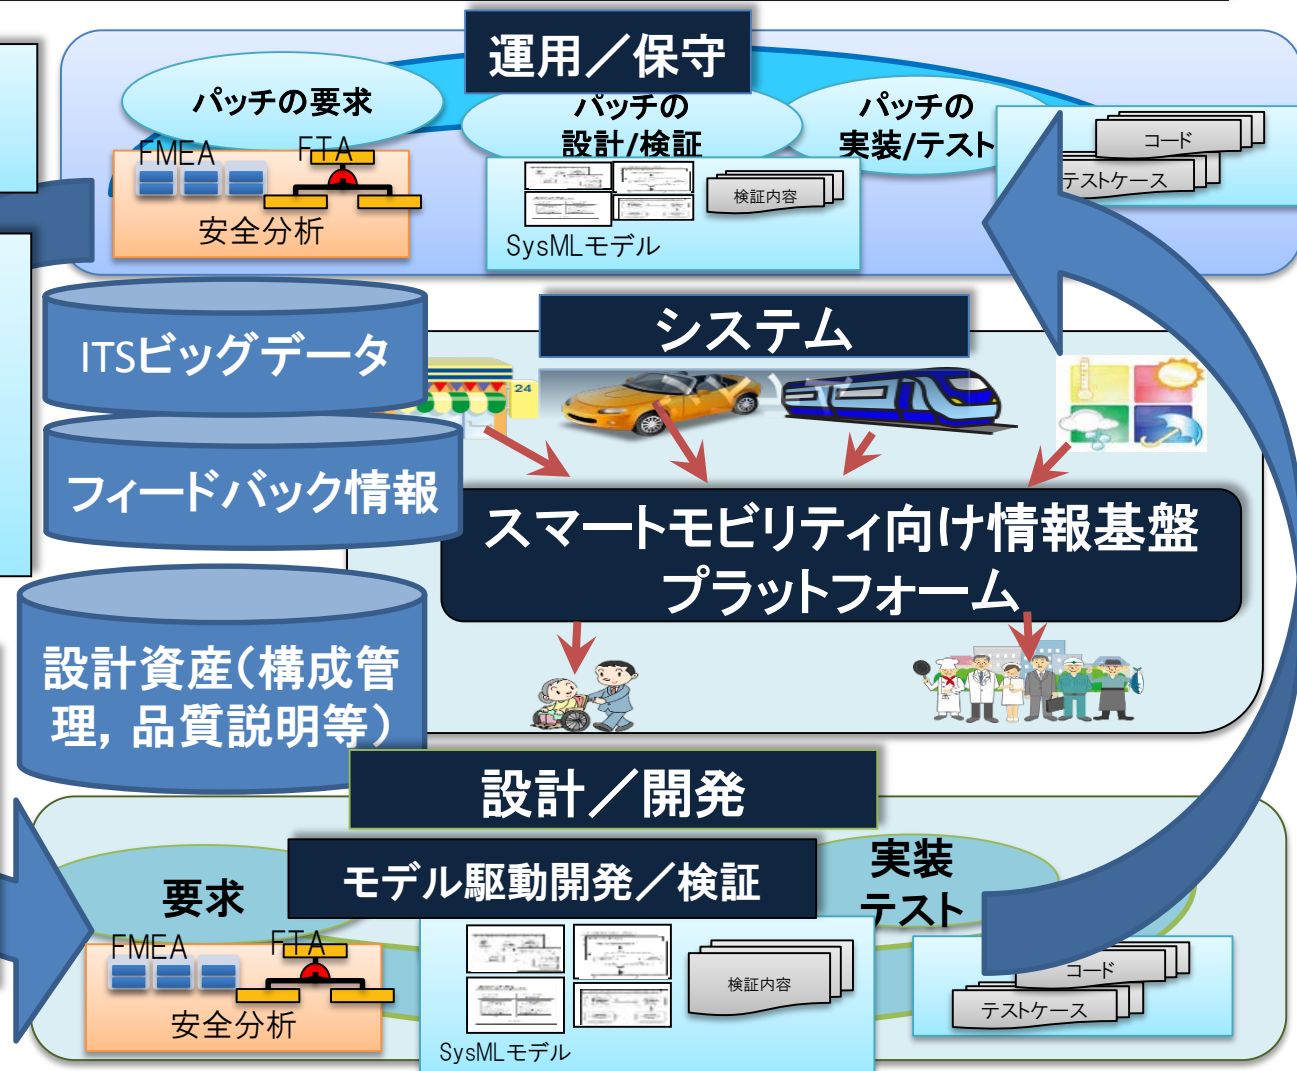 運用／保守
パッチの要求
パッチの
設計/検証
パッチの
実装/テスト
FMEA
FTA
安全分析
SysMLモデル
検証内容
コード
テストケース
ITSビッグデータ
フィードバック情報
設計資産(構成管
理, 品質説明等)
システム
24
スマートモビリティ向け情報基盤
プラットフォーム
設計／開発
モデル駆動開発／検証
要求
実装
テスト
FMEA
FTA
安全分析
SysMLモデル
検証内容
コード
テストケース